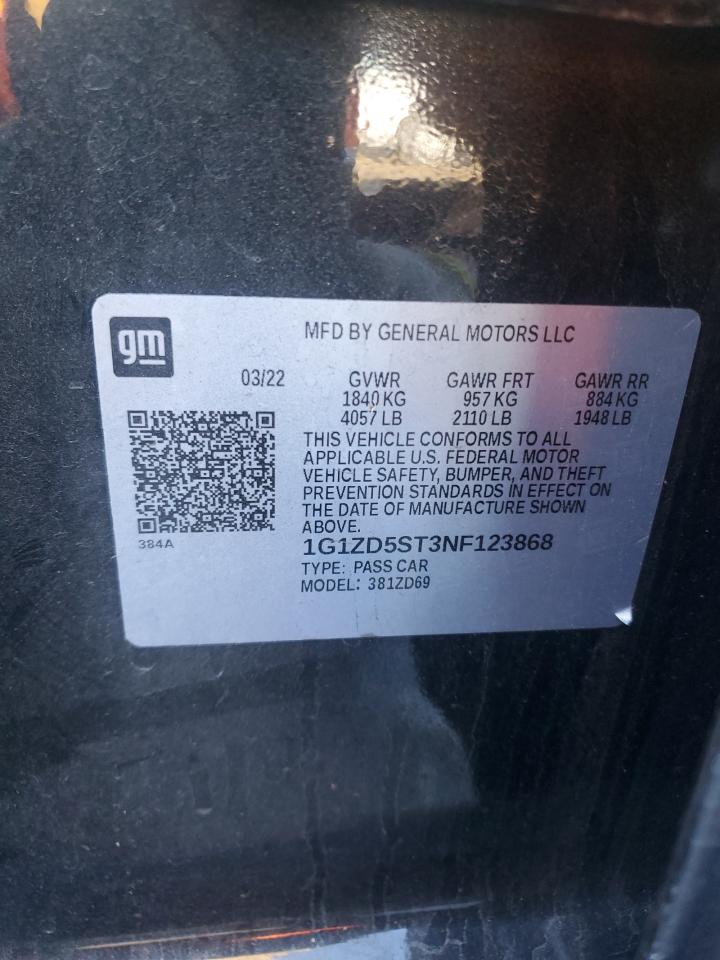 gm
MFD BY GENERAL MOTORS LLC
03/22 GVWR GAWR FRT GAWR RR
1840 KG 957 KG 884 KG
4057 LB 2110 LB 1948 LB
THIS VEHICLE CONFORMS TO ALL
APPLICABLE U.S. FEDERAL MOTOR
VEHICLE SAFETY, BUMPER, AND THEFT
PREVENTION STANDARDS IN EFFECT ON
THE DATE OF MANUFACTURE SHOWN
ABOVE.
384A
1G1ZD5ST3NF123868
TYPE: PASS CAR
MODEL: 381ZD69